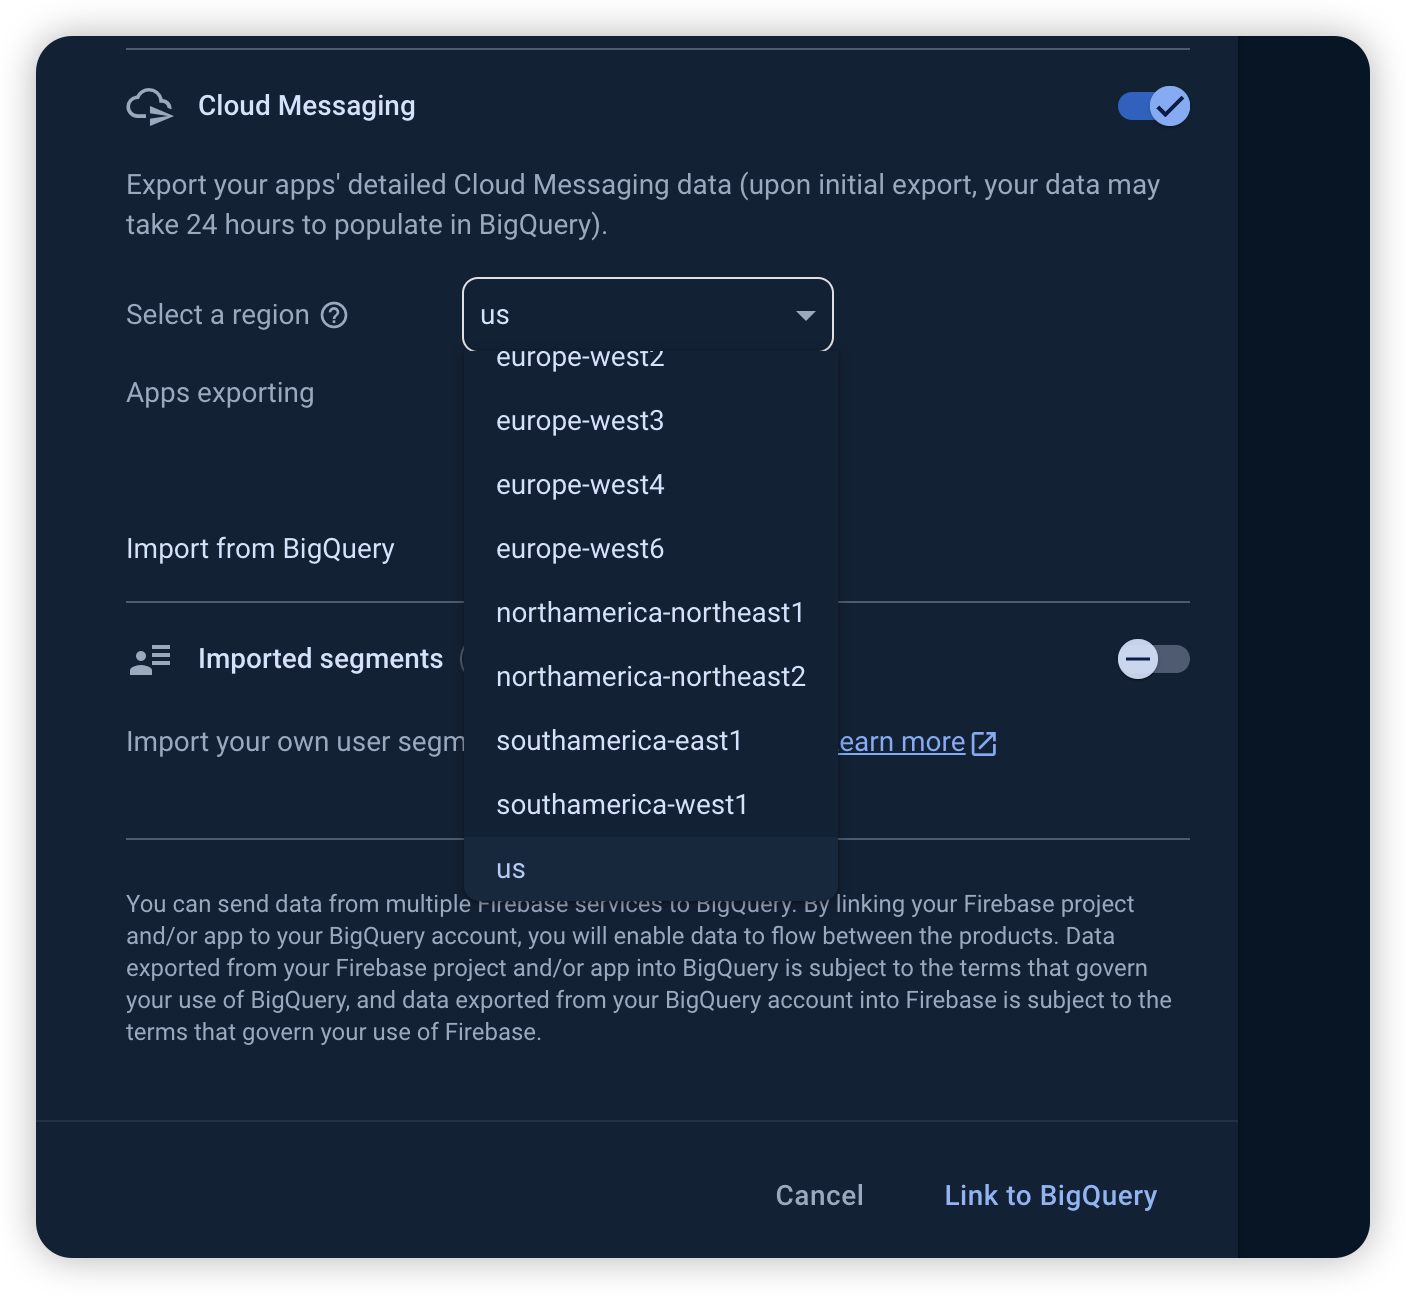 Cloud Messaging
Export your apps' detailed Cloud Messaging data (upon initial export, your data may
take 24 hours to populate in BigQuery).
Select a region
us
europe-west2
Apps exporting
europe-west3
europe-west4
Import from BigQuery
europe-west6
northamerica-northeast1
Imported segments
northamerica-northeast2
Import your own user segm
southamerica-east1
earn more
southamerica-west1
us
You can send data from multiple Firebase services to BigQuery. By linking your Firebase project
and/or app to your BigQuery account, you will enable data to flow between the products. Data
exported from your Firebase project and/or app into BigQuery is subject to the terms that govern
your use of BigQuery, and data exported from your BigQuery account into Firebase is subject to the
terms that govern your use of Firebase.
Cancel
Link to BigQuery